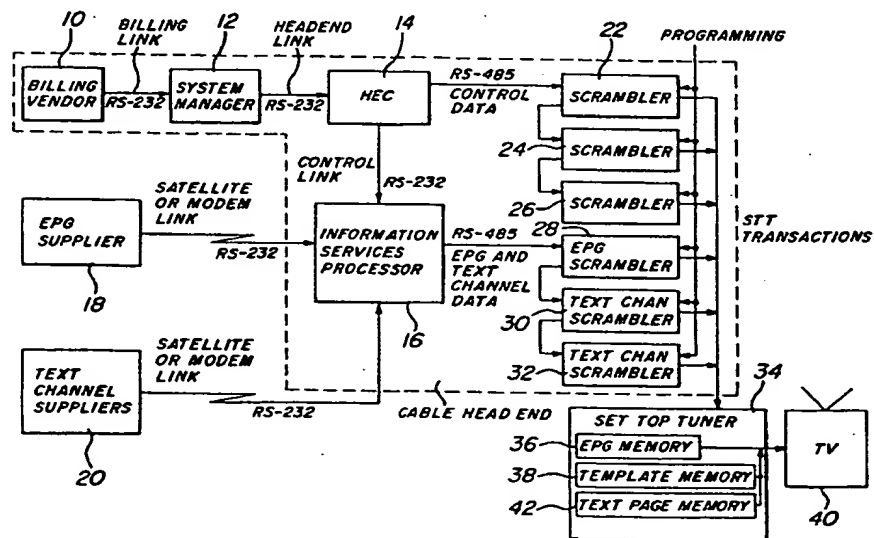 10
BILLING
LINK
12
HEADEND
LINK
14
22
PROGRAMMING
BILLING
VENDOR
RS-232
SYSTEM
MANAGER
RS-232
HEC
RS-485
CONTROL
DATA
SCRAMBLER
24
SCRAMBLER
26
SCRAMBLER
CONTROL
LINK
RS-232
28
STT
TRANSACTIONS
SATELLITE
OR MODEM
LINK
EPG
SUPPLIER
18
RS-232
INFORMATION
SERVICES
PROCESSOR
16
RS-485
EPG AND
TEXT
CHANNEL
DATA
EPG
SCRAMBLER
30
TEXT CHAN
SCRAMBLER
32
TEXT CHAN
SCRAMBLER
SATELLITE
OR MODEM
LINK
TEXT
CHANNEL
SUPPLIERS
20
RS-232
CABLE HEAD END
34
SET TOP TUNER
36
EPG MEMORY
38
TEMPLATE MEMORY
42
TEXT PAGE MEMORY
TV
40